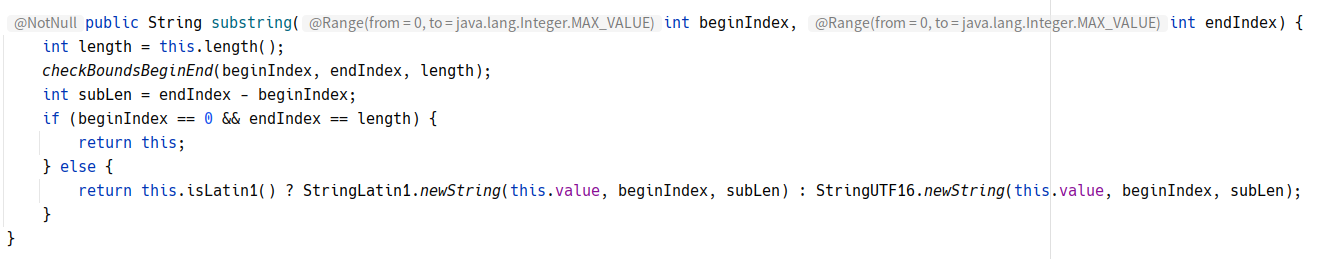 @NotNull public String substring( @Range(from = 0, to = java.lang.Integer.MAX_VALUE) int beginIndex, @Range(from = 0, to = java.lang.Integer.MAX_VALUE) int endIndex) {
    int length = this.length();
    checkBoundsBeginEnd(beginIndex, endIndex, length);
    int subLen = endIndex - beginIndex;
    if (beginIndex == 0 && endIndex == length) {
        return this;
    } else {
        return this.isLatin1() ? StringLatin1.newString(this.value, beginIndex, subLen) : StringUTF16.newString(this.value, beginIndex, subLen);
    }
}